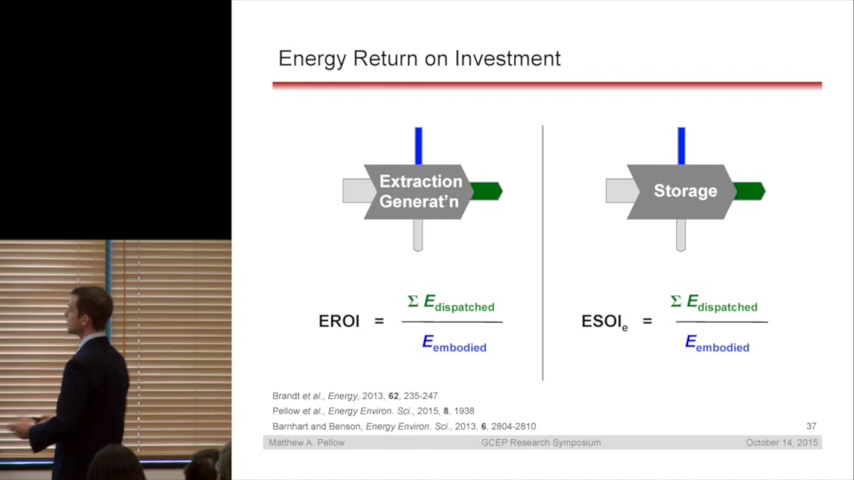 Energy Return on Investment
Extraction
Generat'n
Storage
EROI = Σ Edispatched
Eembodied
ESOIe = Σ Edispatched
Eembodied
Brandt et al., Energy, 2013, 62, 235-247
Pellow et al., Energy Environ. Sci., 2015, 8, 1938
Barnhart and Benson, Energy Environ. Sci., 2013, 6, 2804-2810
37
Matthew A. Pellow GCEP Research Symposium October 14, 2015